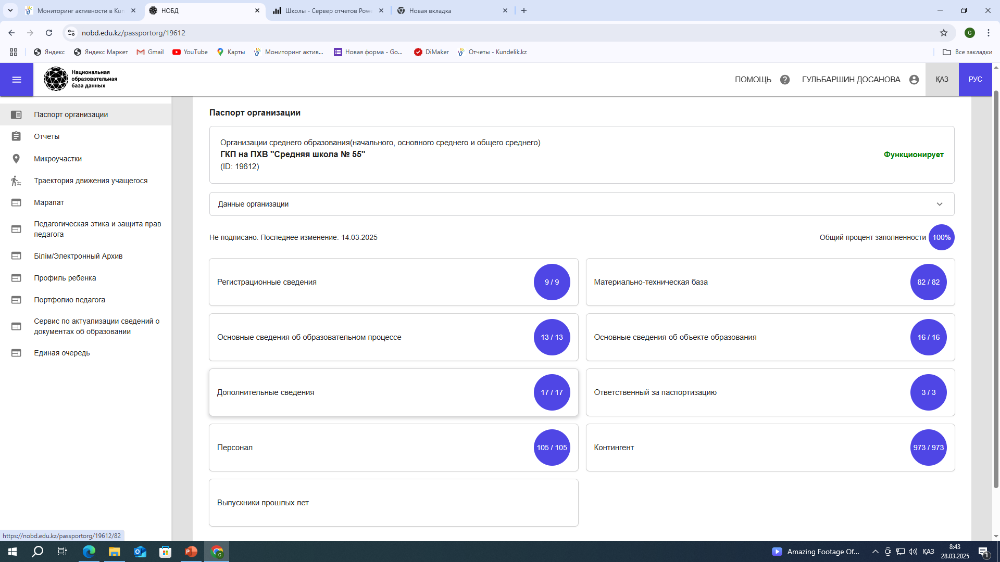 Мониторинг активности в Kun
НОБД
Школы - Сервер отчетов Powe
Новая вкладка
nobd.edu.kz/passportorg/19612
G
Яндекс
Яндекс Маркет
Gmail
YouTube
Карты
Мониторинг актив...
Новая форма - Go...
DiMaker
Отчеты - Kundelik.kz
Все закладки
Национальная
образовательная
база данных
ПОМОЩЬ
ГУЛЬБАРШИН ДОСАНОВА
ҚАЗ
РУС
Паспорт организации
Отчеты
Микроучастки
Траектория движения учащегося
Марапат
Педагогическая этика и защита прав
педагога
Білім/Электронный Архив
Профиль ребенка
Портфолио педагога
Сервис по актуализации сведений о
документах об образовании
Единая очередь
Паспорт организации
Организации среднего образования(начального, основного среднего и общего среднего)
ГКП на ПХВ "Средняя школа № 55"
(ID: 19612)
Функционирует
Данные организации
Не подписано. Последнее изменение: 14.03.2025
Общий процент заполненности
100%
Регистрационные сведения
9 / 9
Материально-техническая база
82 / 82
Основные сведения об образовательном процессе
13 / 13
Основные сведения об объекте образования
16 / 16
Дополнительные сведения
17 / 17
Ответственный за паспортизацию
3 / 3
Персонал
105 / 105
Контингент
973 / 973
Выпускники прошлых лет
https://nobd.edu.kz/passportorg/19612/82
Amazing Footage Of...
ҚАЗ
8:43
28.03.2025
1